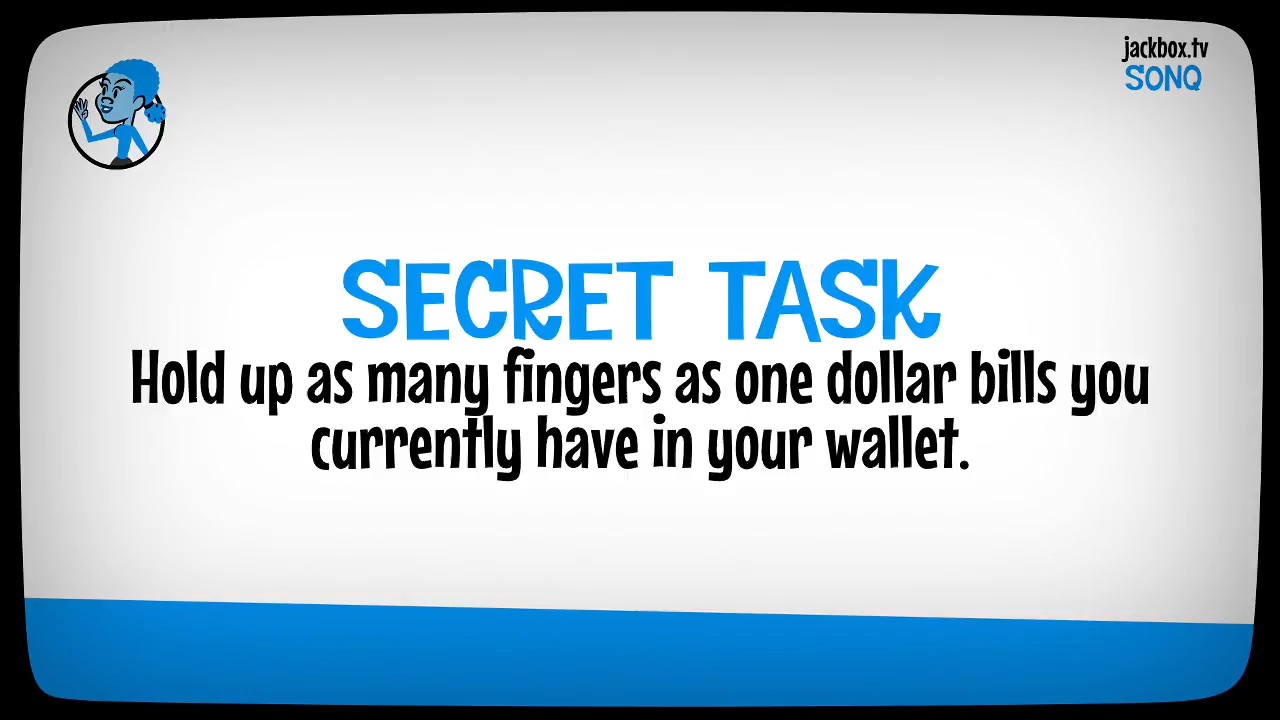 jackbox.tv
SONQ
SECRET TASK
Hold up as many fingers as one dollar bills you
currently have in your wallet.